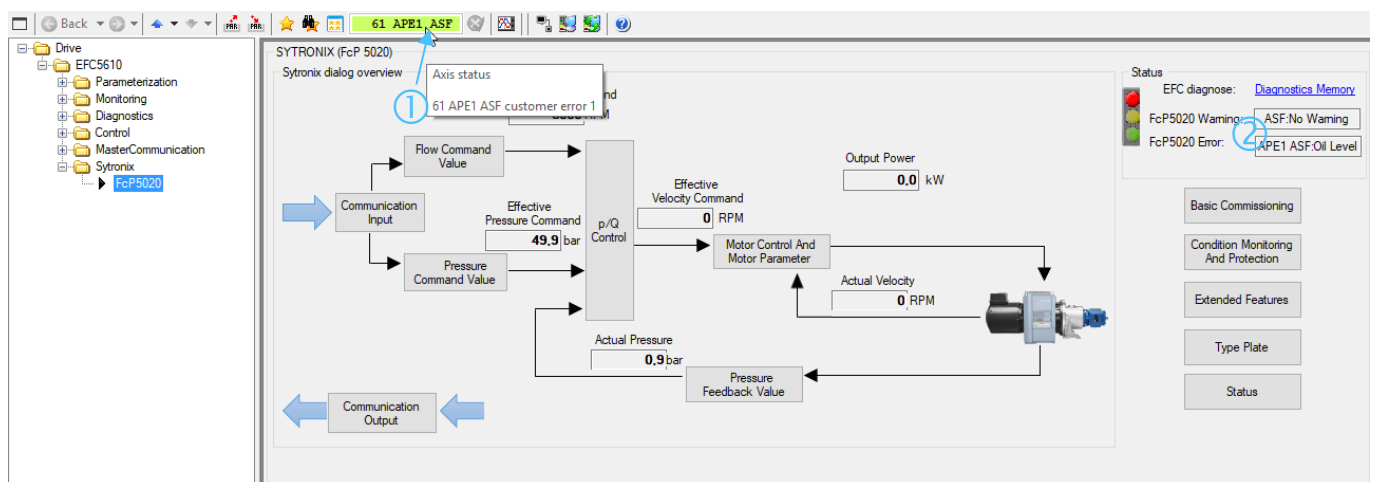 Back
PAR
PAR
61 APE1 ASF
Drive
EFC5610
Parameterization
Monitoring
Diagnostics
Control
MasterCommunication
Sytronix
FcP5020
SYTRONIX (FcP 5020)
Sytronix dialog overview
Axis status
61 APE1 ASF customer error 1
1
Flow Command
Value
Communication
Input
Effective
Pressure Command
49,9 bar
Pressure
Command Value
p/Q
Control
Effective
Velocity Command
0 RPM
Output Power
0,0 kW
Motor Control And
Motor Parameter
Actual Velocity
0 RPM
Actual Pressure
0,9 bar
Pressure
Feedback Value
Communication
Output
Status
EFC diagnose: Diagnostics Memory
FcP5020 Warning: ASF:No Warning
FcP5020 Error: APE1 ASF:Oil Level
2
Basic Commissioning
Condition Monitoring
And Protection
Extended Features
Type Plate
Status